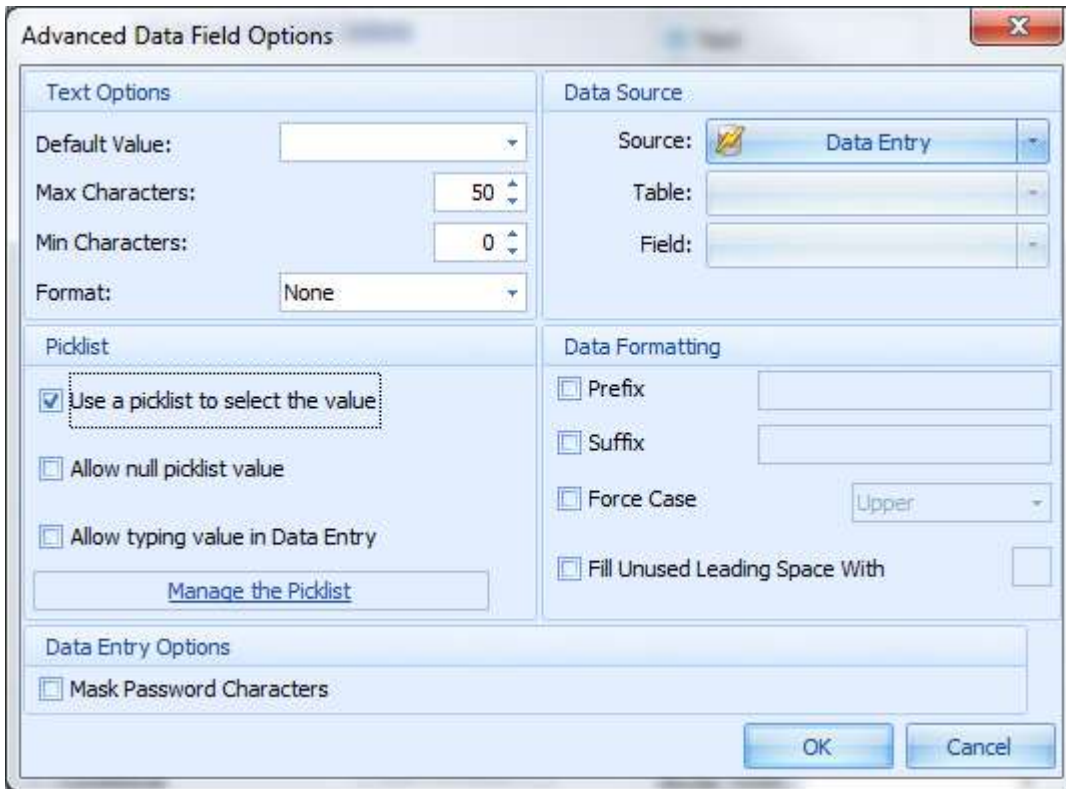 Advanced Data Field Options
Text Options
Default Value:
Max Characters: 50
Min Characters: 0
Format: None
Data Source
Source: Data Entry
Table:
Field:
Picklist
Use a picklist to select the value
Allow null picklist value
Allow typing value in Data Entry
Manage the Picklist
Data Formatting
Prefix
Suffix
Force Case Upper
Fill Unused Leading Space With
Data Entry Options
Mask Password Characters
OK Cancel